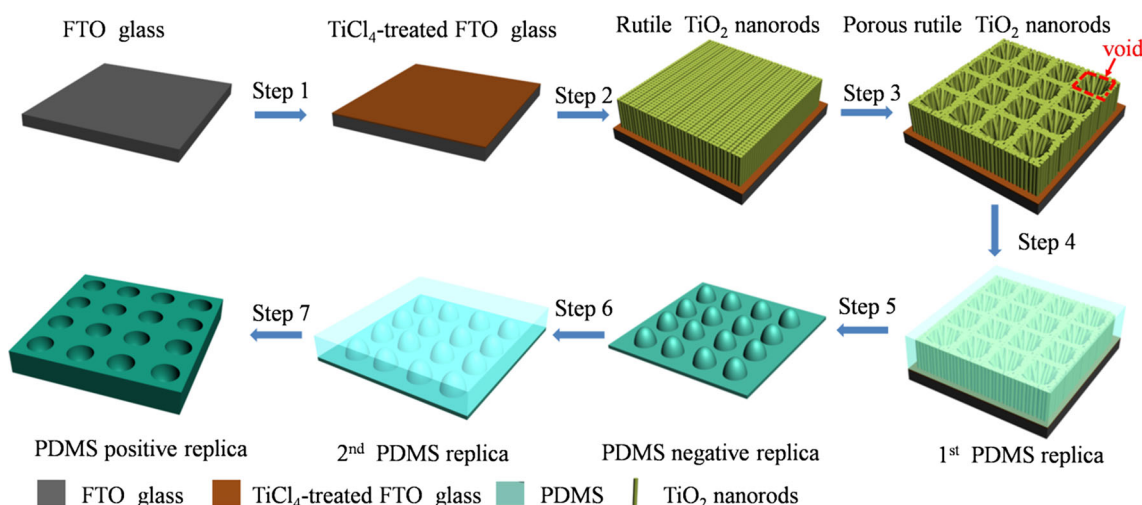 FTO glass
TiCl₄-treated FTO glass
Rutile TiO₂ nanorods
Porous rutile TiO₂ nanorods
void
Step 1
Step 2
Step 3
Step 4
Step 5
Step 6
Step 7
PDMS positive replica
2ⁿᵈ PDMS replica
PDMS negative replica
1ˢᵗ PDMS replica
FTO glass
TiCl₄-treated FTO glass
PDMS
TiO₂ nanorods